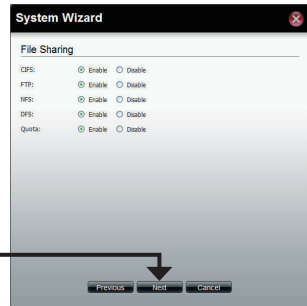 System Wizard
File Sharing
CIFS: Enable Disable
FTP: Enable Disable
NFS: Enable Disable
DFS: Enable Disable
Quota: Enable Disable
Previous Next Cancel